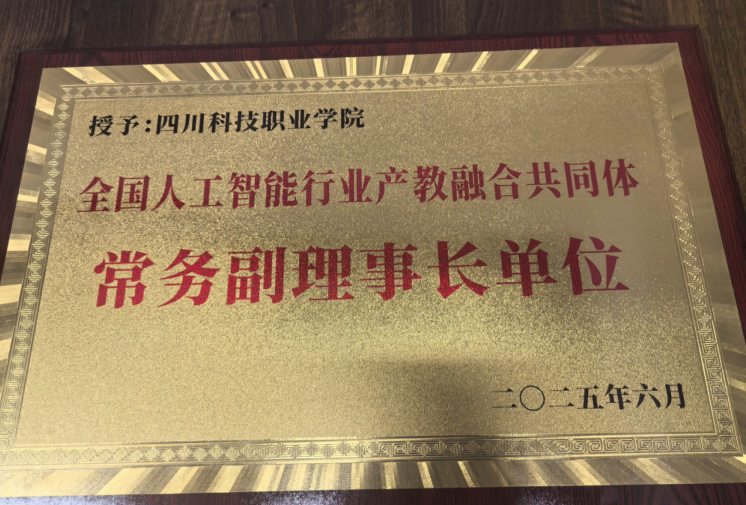 授予:四川科技职业学院
全国人工智能行业产教融合共同体
常务副理事长单位
二〇二五年六月